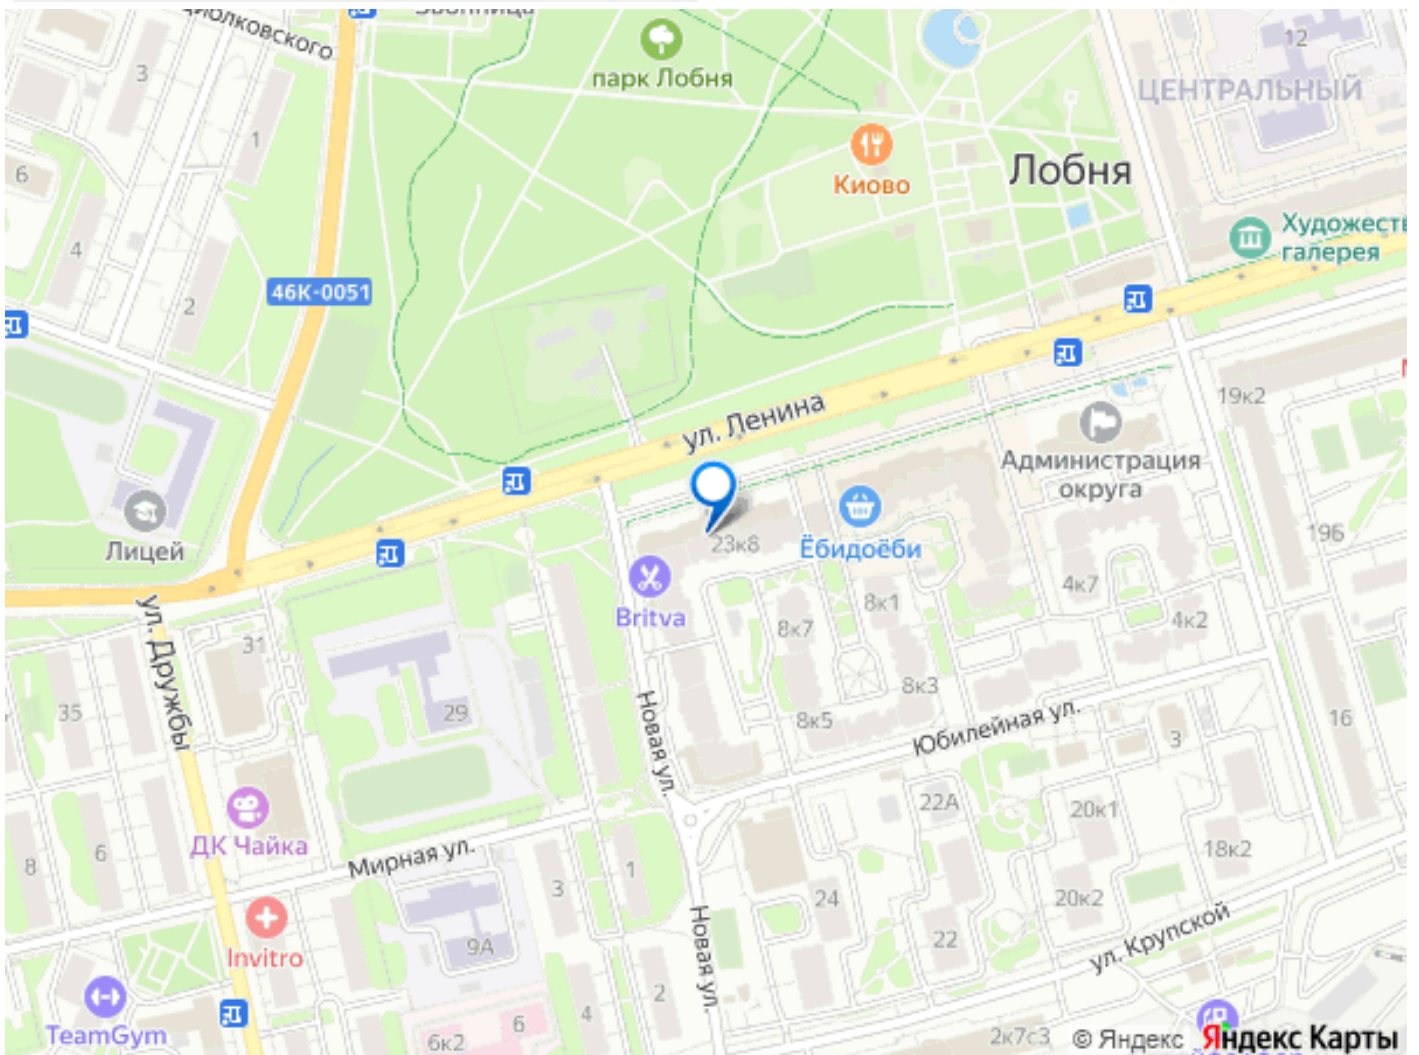 Звонница
Циолковского
парк Лобня
12
ЦЕНТРАЛЬНЫЙ
3
1
Киово
Лобня
6
Художеств
галерея
4
46К-0051
2
ул. Ленина
19к2
Администрация
округа
Лицей
23к8
Ёбидоёби
19Б
Britva
4к7
8к1
4к2
8к7
ул. Дружбы
31
8к3
35
29
8к5
Новая ул.
Юбилейная ул.
16
3
22А
20к1
ДК Чайка
Мирная ул.
18к2
8
6
3
1
24
20к2
Invitro
9А
22
ул. Крупской
Новая ул.
2
TeamGym
4
6
6к2
2к7с3
© Яндекс
Яндекс Карты